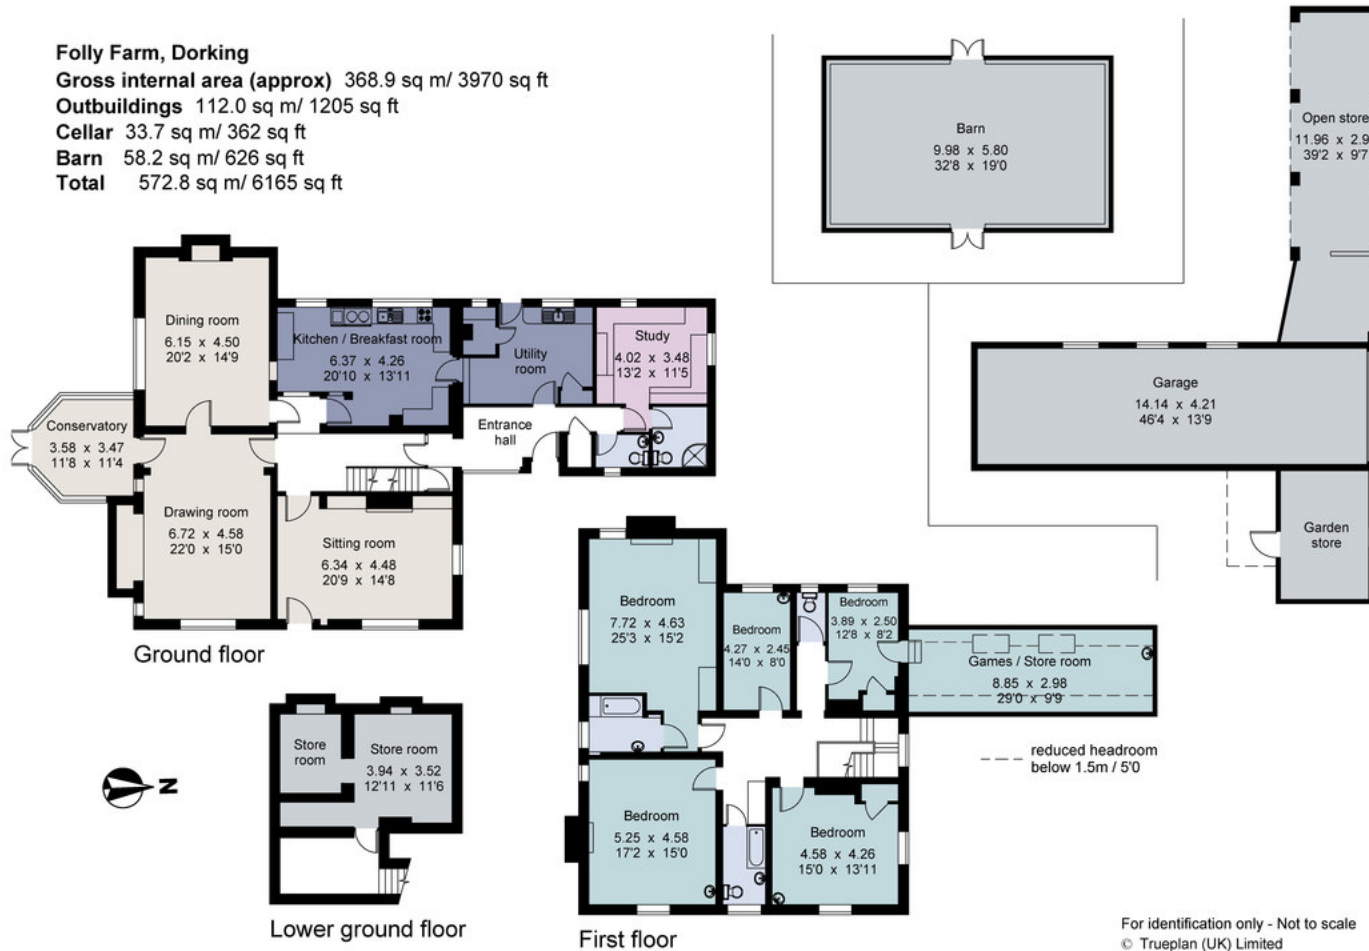 Folly Farm, Dorking
Gross internal area (approx) 368.9 sq m/ 3970 sq ft
Outbuildings 112.0 sq m/ 1205 sq ft
Cellar 33.7 sq m/ 362 sq ft
Barn 58.2 sq m/ 626 sq ft
Total 572.8 sq m/ 6165 sq ft
Barn
9.98 x 5.80
32'8 x 19'0
Open store
11.96 x 2.9
39'2 x 9'7
Dining room
6.15 x 4.50
20'2 x 14'9
Kitchen / Breakfast room
6.37 x 4.26
20'10 x 13'11
Utility
room
Study
4.02 x 3.48
13'2 x 11'5
Garage
14.14 x 4.21
46'4 x 13'9
Conservatory
3.58 x 3.47
11'8 x 11'4
Entrance
hall
Drawing room
6.72 x 4.58
22'0 x 15'0
Sitting room
6.34 x 4.48
20'9 x 14'8
Garden
store
Ground floor
Bedroom
7.72 x 4.63
25'3 x 15'2
Bedroom
4.27 x 2.45
14'0 x 8'0
Bedroom
3.89 x 2.50
12'8 x 8'2
Games / Store room
8.85 x 2.98
29'0 x 9'9
reduced headroom
below 1.5m / 5'0
Store
room
Store room
3.94 x 3.52
12'11 x 11'6
N
Bedroom
5.25 x 4.58
17'2 x 15'0
Bedroom
4.58 x 4.26
15'0 x 13'11
Lower ground floor
First floor
For identification only - Not to scale
© Trueplan (UK) Limited